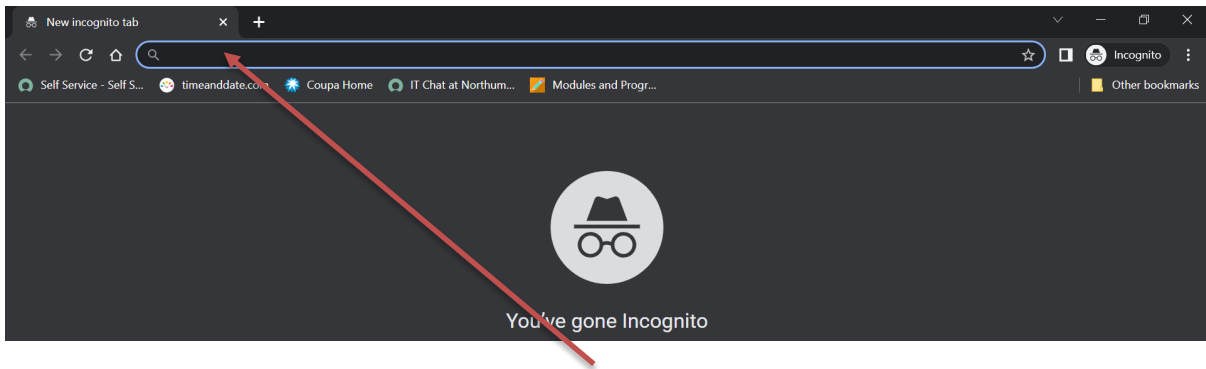 New incognito tab
Incognito
Self Service - Self S... timeanddate.com Coupa Home IT Chat at Northum... Modules and Progr... Other bookmarks
You've gone Incognito